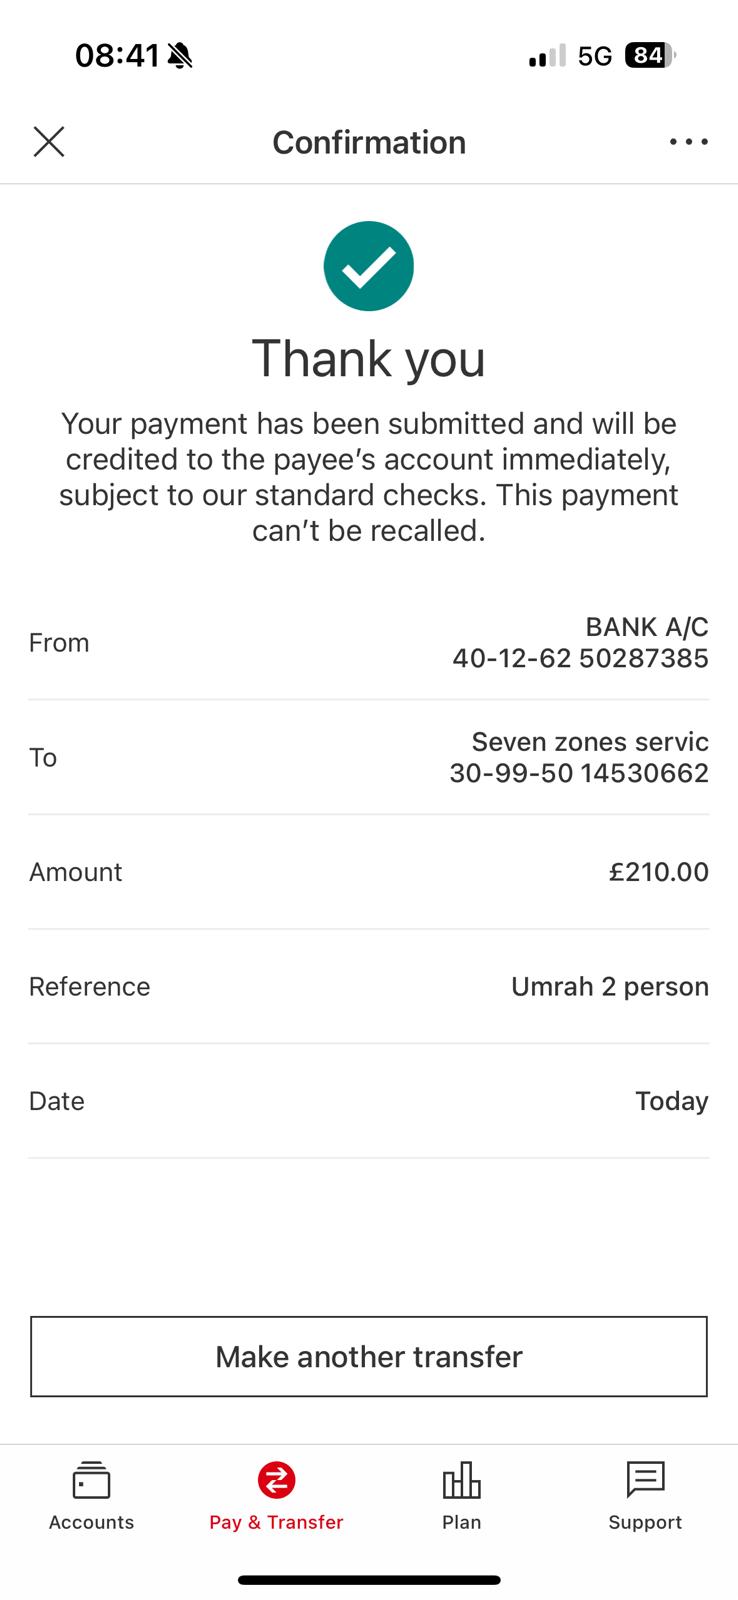 08:41
5G
84
Confirmation
Thank you
Your payment has been submitted and will be
credited to the payee's account immediately,
subject to our standard checks. This payment
can't be recalled.
From
BANK A/C
40-12-62 50287385
To
Seven zones servic
30-99-50 14530662
Amount
£210.00
Reference
Umrah 2 person
Date
Today
Make another transfer
Accounts
Pay & Transfer
Plan
Support